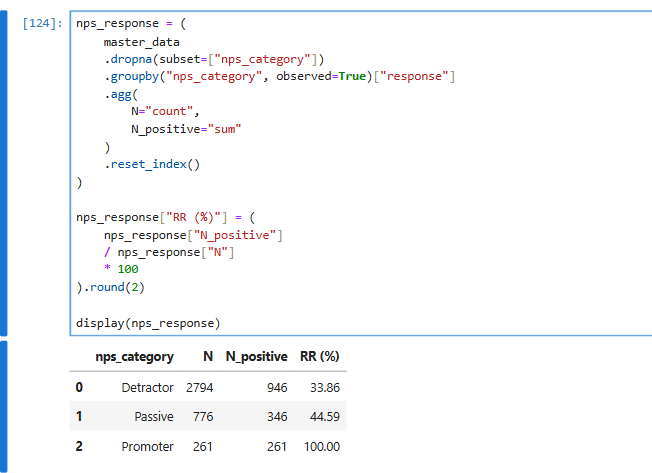 [124]: nps_response = (
    master_data
    .dropna(subset=["nps_category"])
    .groupby("nps_category", observed=True)["response"]
    .agg(
        N="count",
        N_positive="sum"
    )
    .reset_index()
)
nps_response["RR (%)"] = (
    nps_response["N_positive"]
    / nps_response["N"]
    * 100
).round(2)
display(nps_response)
nps_category N N_positive RR (%)
0 Detractor 2794 946 33.86
1 Passive 776 346 44.59
2 Promoter 261 261 100.00